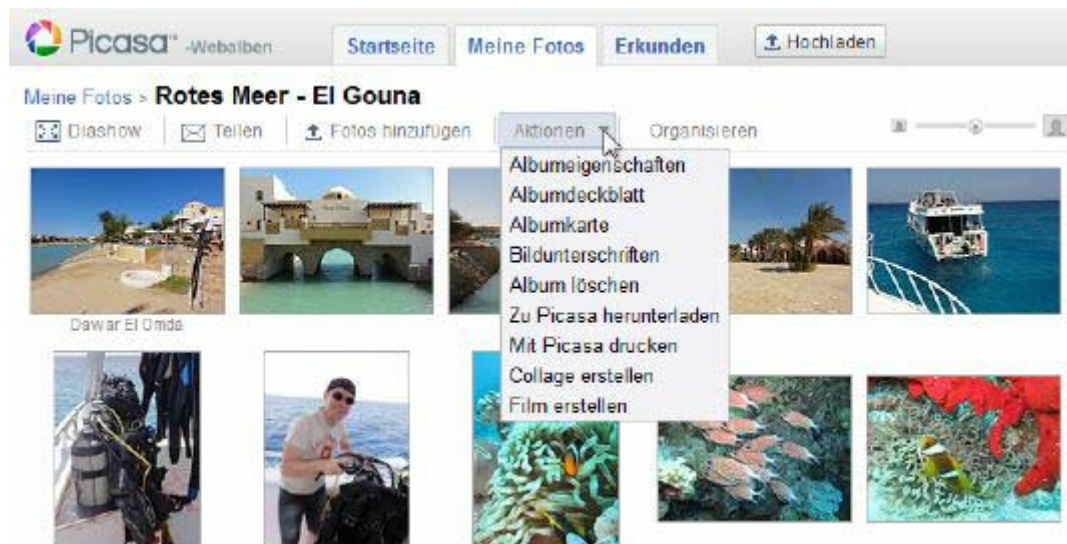 Picasa™ -Webalben
Startseite
Meine Fotos
Erkunden
Hochladen
Meine Fotos > Rotes Meer - El Gouna
Diashow
Teilen
Fotos hinzufügen
Aktionen
Organisieren
Albumeigenschaften
Albumdeckblatt
Albumkarte
Bildunterschriften
Album löschen
Zu Picasa herunterladen
Mit Picasa drucken
Collage erstellen
Film erstellen
Dawar El Omda